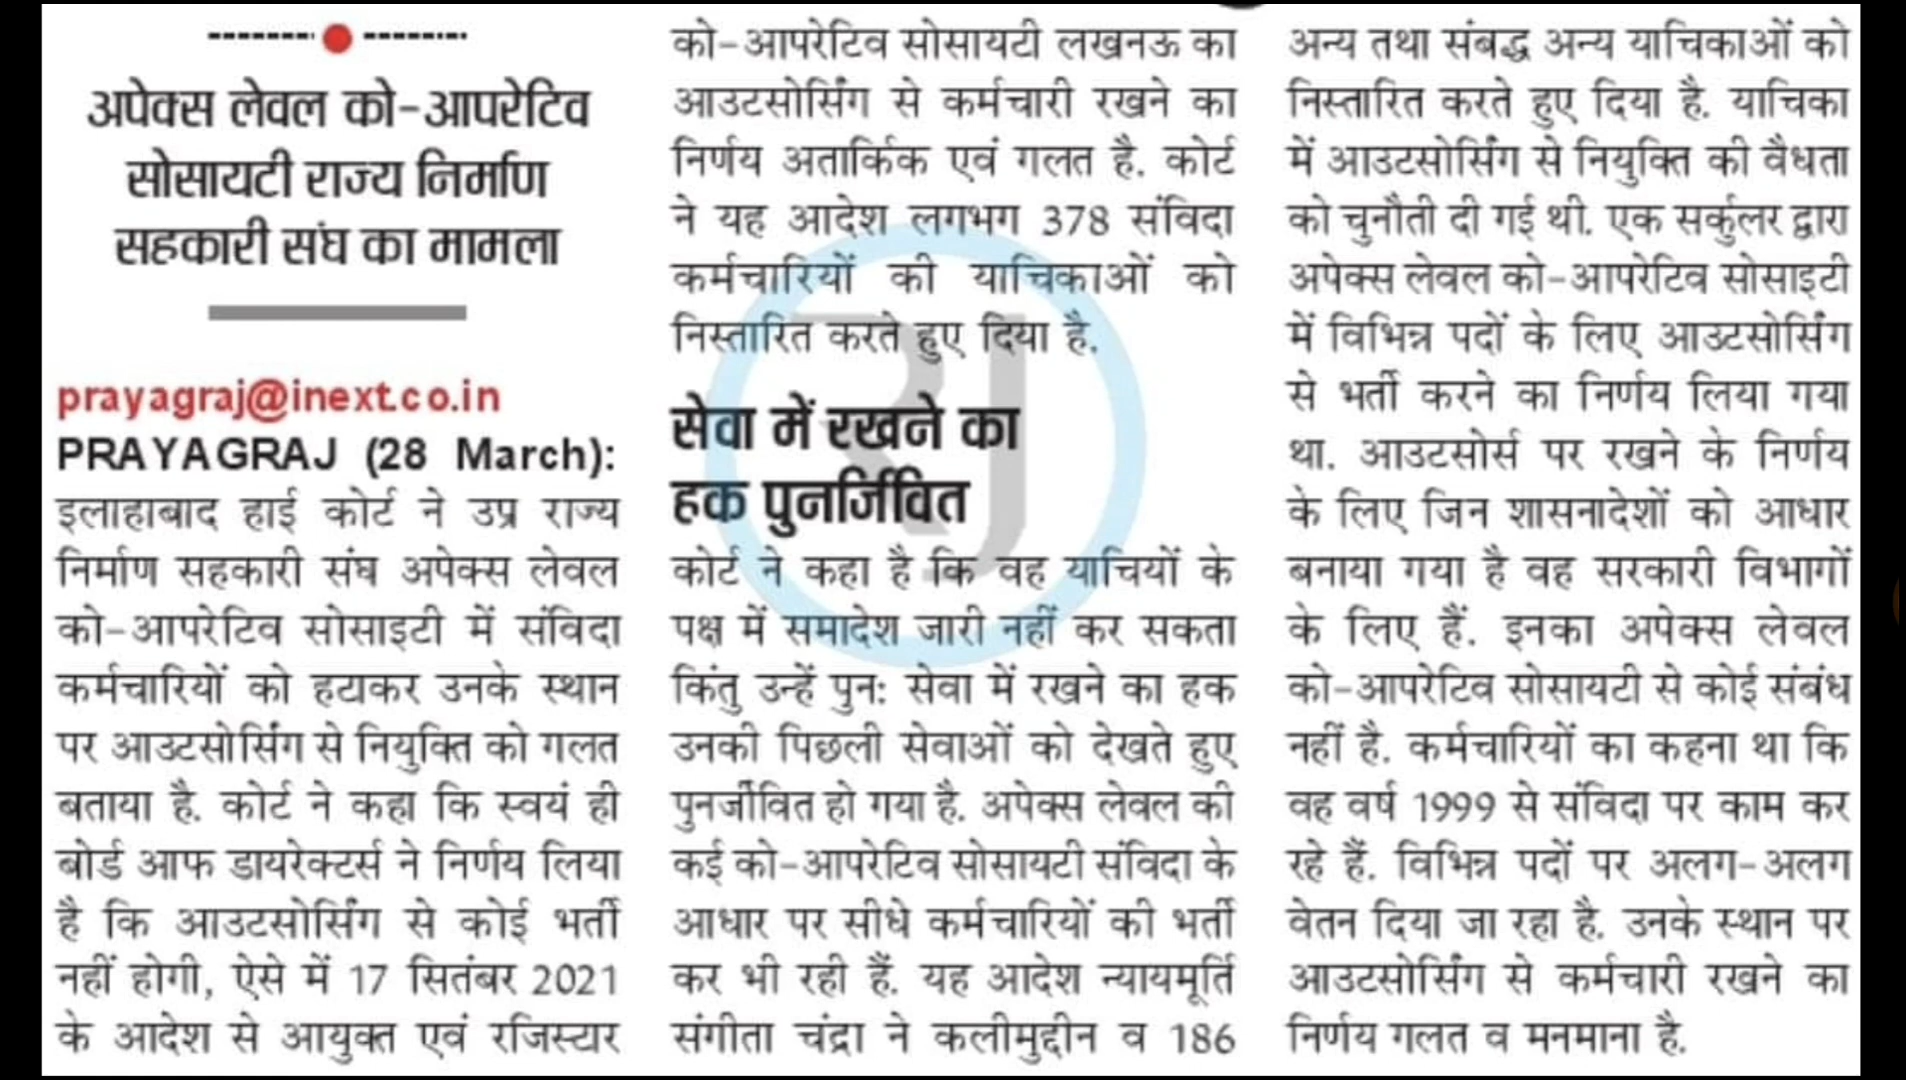 अपेक्स लेवल को-आपरेटिव
सोसायटी राज्य निर्माण
सहकारी संघ का मामला
prayagraj@inext.co.in
PRAYAGRAJ (28 March):
इलाहाबाद हाई कोर्ट ने उप्र राज्य
निर्माण सहकारी संघ अपेक्स लेवल
को-आपरेटिव सोसाइटी में संविदा
कर्मचारियों को हटाकर उनके स्थान
पर आउटसोर्सिंग से नियुक्ति को गलत
बताया है. कोर्ट ने कहा कि स्वयं ही
बोर्ड आफ डायरेक्टर्स ने निर्णय लिया
है कि आउटसोर्सिंग से कोई भर्ती
नहीं होगी, ऐसे में 17 सितंबर 2021
के आदेश से आयुक्त एवं रजिस्टार
को-आपरेटिव सोसायटी लखनऊ का
आउटसोर्सिंग से कर्मचारी रखने का
निर्णय अतार्किक एवं गलत है. कोर्ट
ने यह आदेश लगभग 378 संविदा
कर्मचारियों की याचिकाओं को
निस्तारित करते हुए दिया है.
सेवा में रखने का
हक पुनर्जिवित
कोर्ट ने कहा है कि वह याचियों के
पक्ष में समादेश जारी नहीं कर सकता
किंतु उन्हें पुन: सेवा में रखने का हक
उनकी पिछली सेवाओं को देखते हुए
पुनर्जीवित हो गया है. अपेक्स लेवल की
कई को-आपरेटिव सोसायटी संविदा के
आधार पर सीधे कर्मचारियों की भर्ती
कर भी रही हैं. यह आदेश न्यायमूर्ति
संगीता चंद्रा ने कलीमुद्दीन व 186
अन्य तथा संबद्ध अन्य याचिकाओं को
निस्तारित करते हुए दिया है. याचिका
में आउटसोर्सिंग से नियुक्ति की वैधता
को चुनौती दी गई थी. एक सर्कुलर द्वारा
अपेक्स लेवल को-आपरेटिव सोसाइटी
में विभिन्न पदों के लिए आउटसोर्सिंग
से भर्ती करने का निर्णय लिया गया
था. आउटसोर्स पर रखने के निर्णय
के लिए जिन शासनादेशों को आधार
बनाया गया है वह सरकारी विभागों
के लिए हैं. इनका अपेक्स लेवल
को-आपरेटिव सोसायटी से कोई संबंध
नहीं है. कर्मचारियों का कहना था कि
वह वर्ष 1999 से संविदा पर काम कर
रहे हैं. विभिन्न पदों पर अलग-अलग
वेतन दिया जा रहा है. उनके स्थान पर
आउटसोर्सिंग से कर्मचारी रखने का
निर्णय गलत व मनमाना है.
RJ